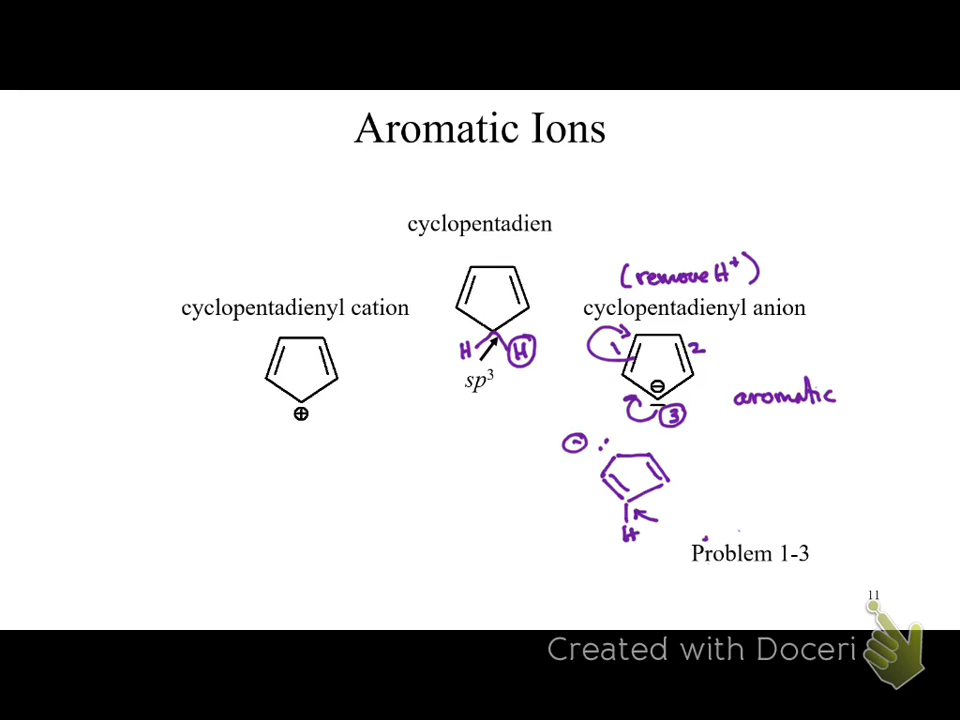 Aromatic Ions
cyclopentadien
(remove H⁺)
cyclopentadienyl cation
cyclopentadienyl anion
1
2
H
H
sp³
⊖
aromatic
⊕
3
⊖ :
H
Problem 1-3
11
Created with Doceri